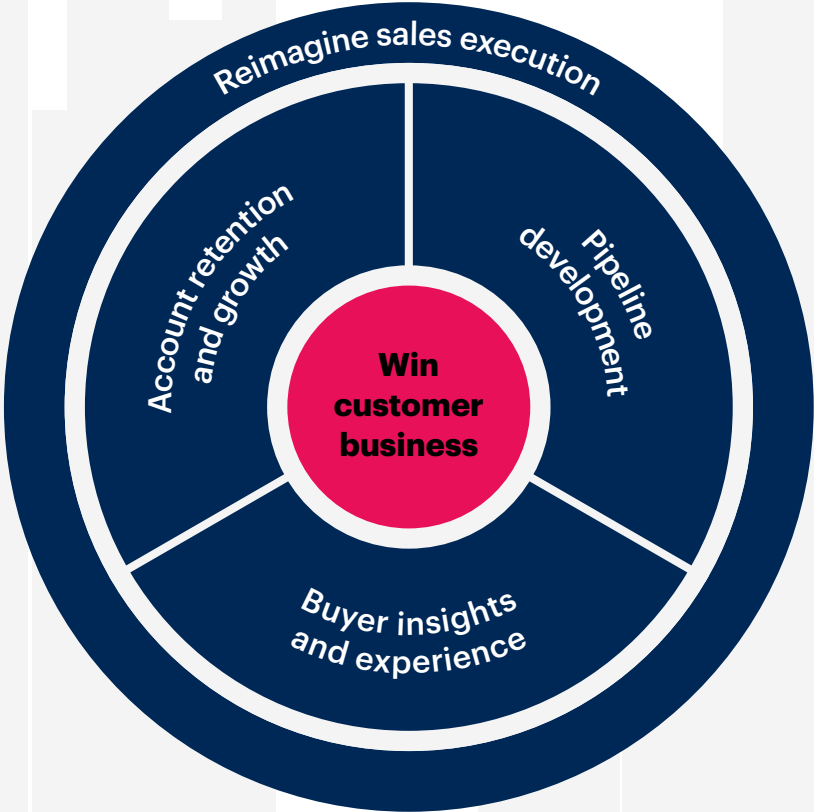 Reimagine sales execution
Account retention
and growth
Pipeline
development
Win
customer
business
Buyer insights
and experience